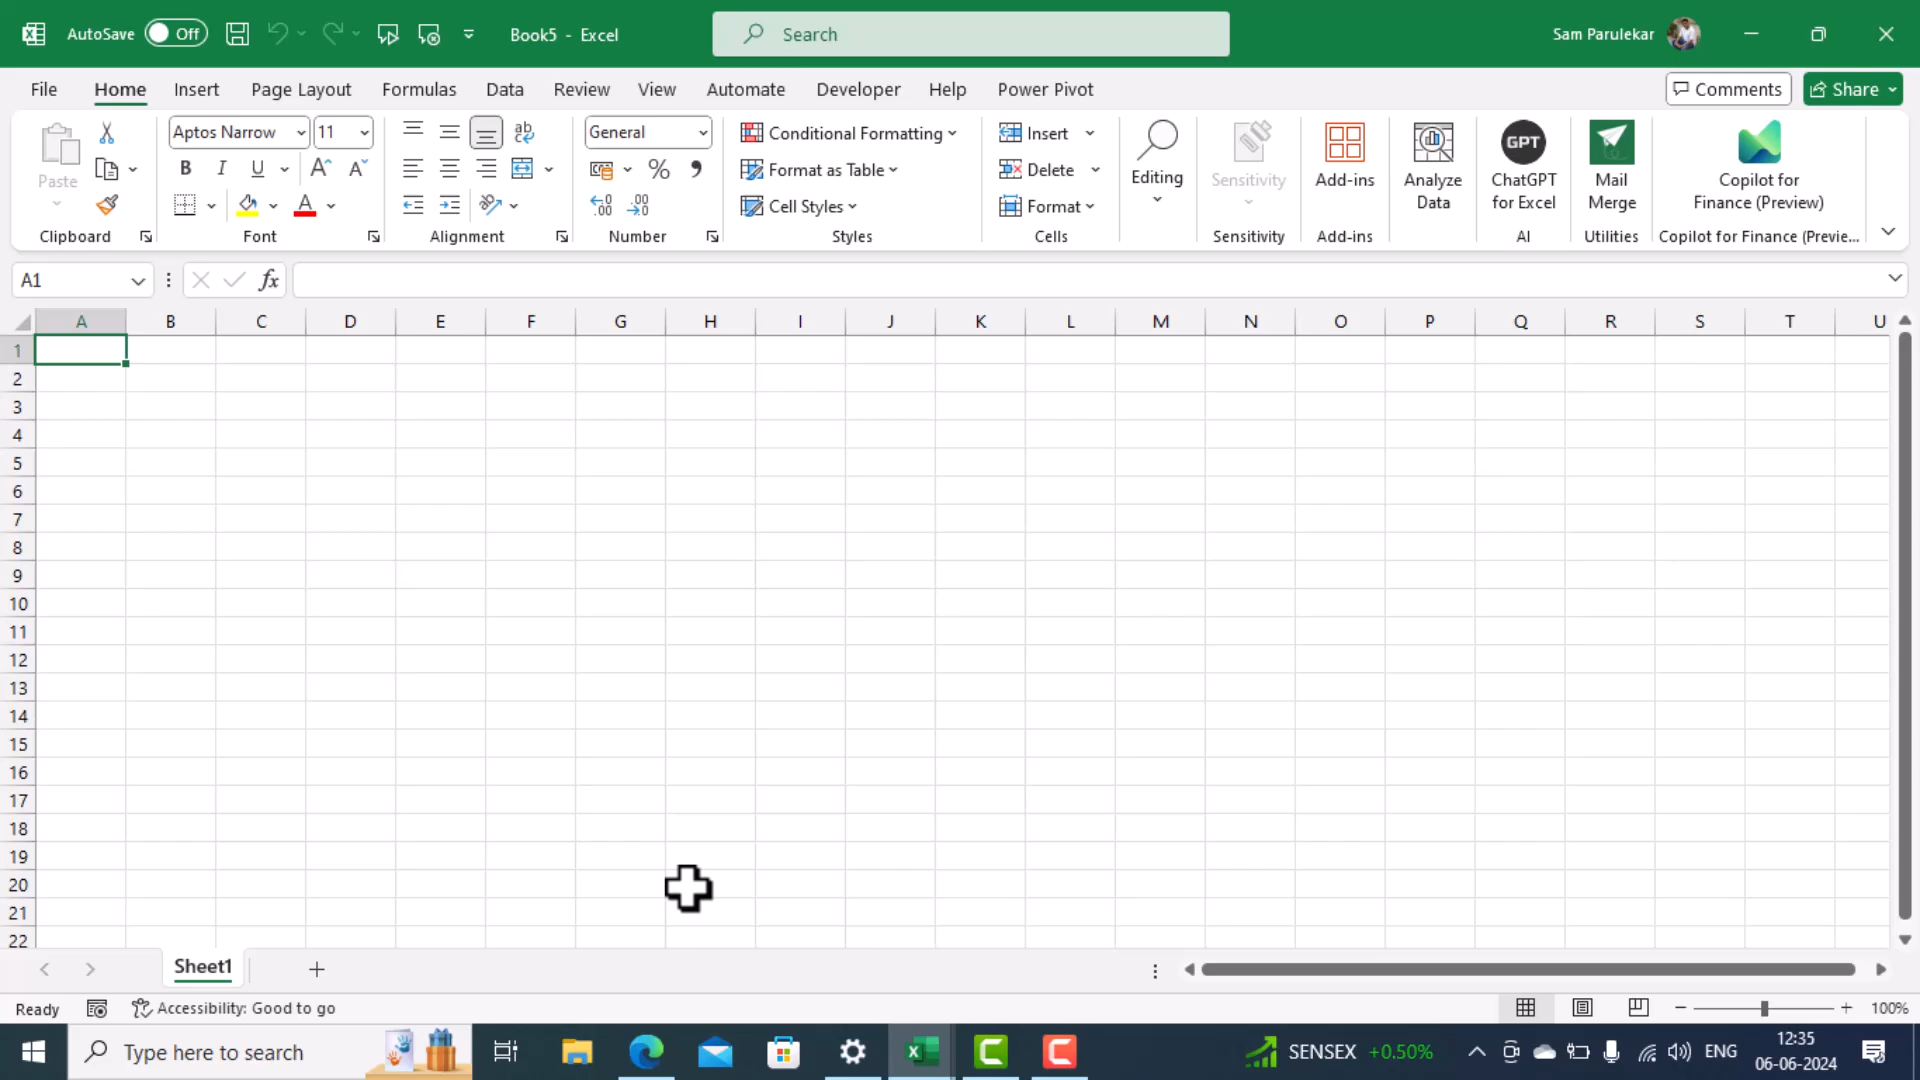 AutoSave Off Book5 - Excel Search Sam Parulekar
File Home Insert Page Layout Formulas Data Review View Automate Developer Help Power Pivot Comments Share
Aptos Narrow 11 ab General Conditional Formatting Insert GPT
Paste B I U A A % Format as Table Delete Editing Sensitivity Add-ins Analyze Data ChatGPT for Excel Mail Merge Copilot for Finance (Preview)
A Cell Styles Format
Clipboard Font Alignment Number Styles Cells Sensitivity Add-ins AI Utilities Copilot for Finance (Previe...
A1 fx
A B C D E F G H I J K L M N O P Q R S T U
1
2
3
4
5
6
7
8
9
10
11
12
13
14
15
16
17
18
19
20
21
22
Sheet1
Ready Accessibility: Good to go 100%
Type here to search SENSEX +0.50% ENG 12:35
06-06-2024